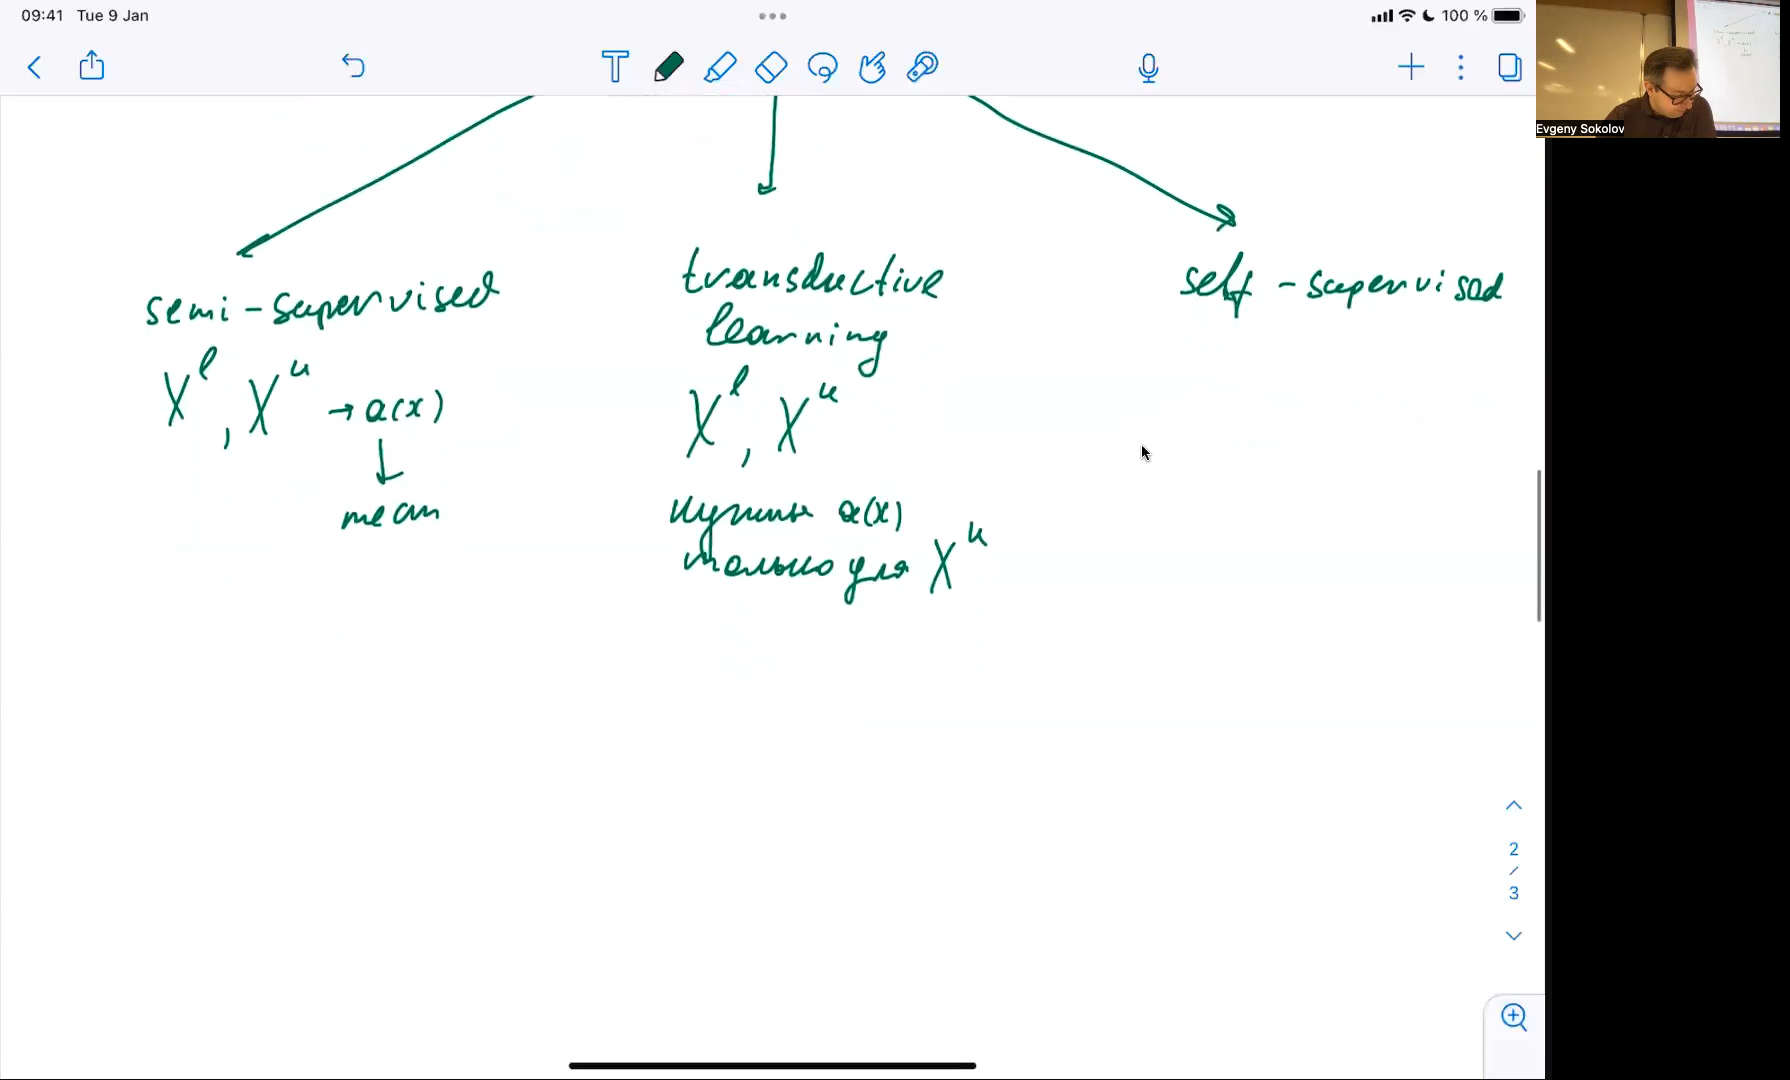 09:41 Tue 9 Jan
100 %
Evgeny Sokolov
semi-supervised
X^l, X^u → a(x)
mean
transductive
learning
X^l, X^u
нужны a(x)
только для X^u
self-supervised
2
/
3